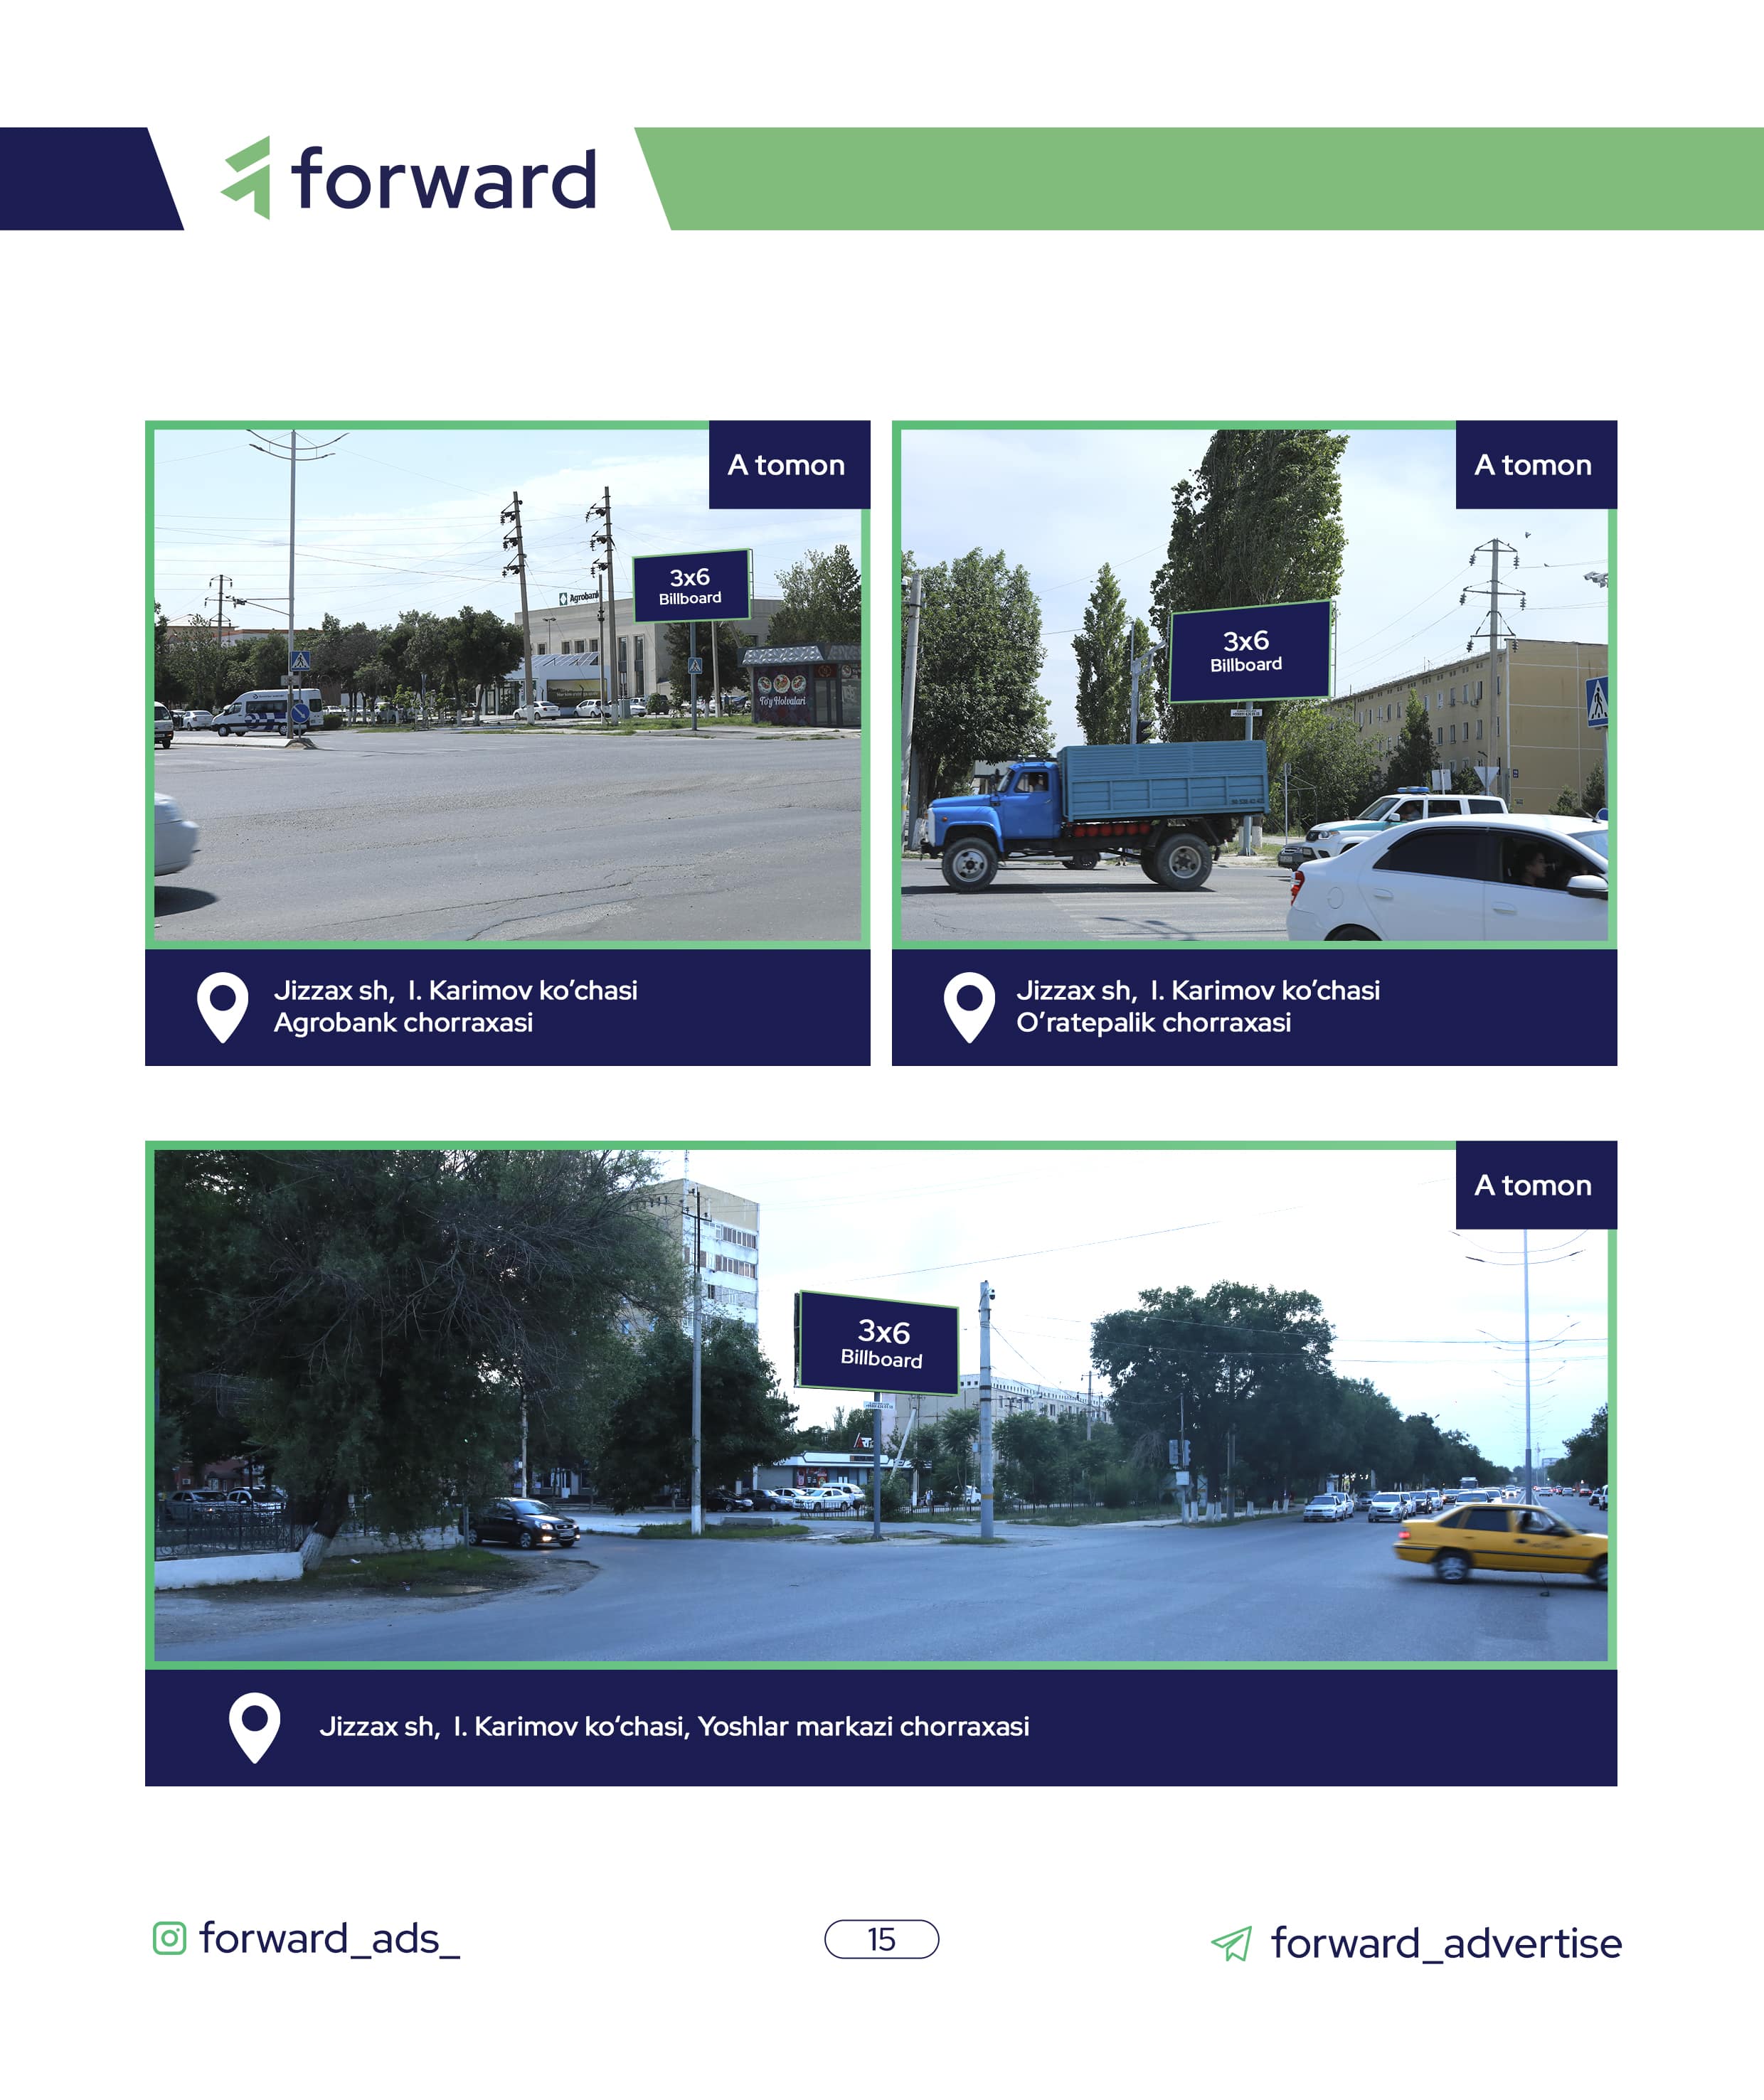 forward
A tomon
3x6
Billboard
Agrobank
To'y Holvalari
Jizzax sh, I. Karimov ko’chasi
Agrobank chorraxasi
A tomon
3x6
Billboard
Jizzax sh, I. Karimov ko’chasi
O’ratepalik chorraxasi
A tomon
3x6
Billboard
Jizzax sh, I. Karimov ko‘chasi, Yoshlar markazi chorraxasi
forward_ads_
15
forward_advertise